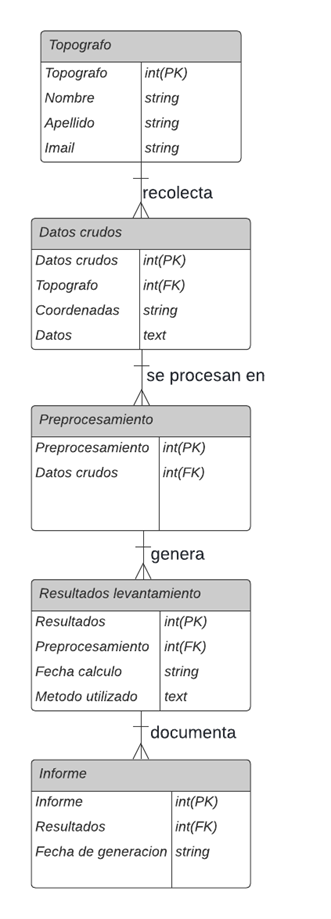 Topografo
Topografo int(PK)
Nombre string
Apellido string
Imail string
recolecta
Datos crudos
Datos crudos int(PK)
Topografo int(FK)
Coordenadas string
Datos text
se procesan en
Preprocesamiento
Preprocesamiento int(PK)
Datos crudos int(FK)
genera
Resultados levantamiento
Resultados int(PK)
Preprocesamiento int(FK)
Fecha calculo string
Metodo utilizado text
documenta
Informe
Informe int(PK)
Resultados int(FK)
Fecha de generacion string